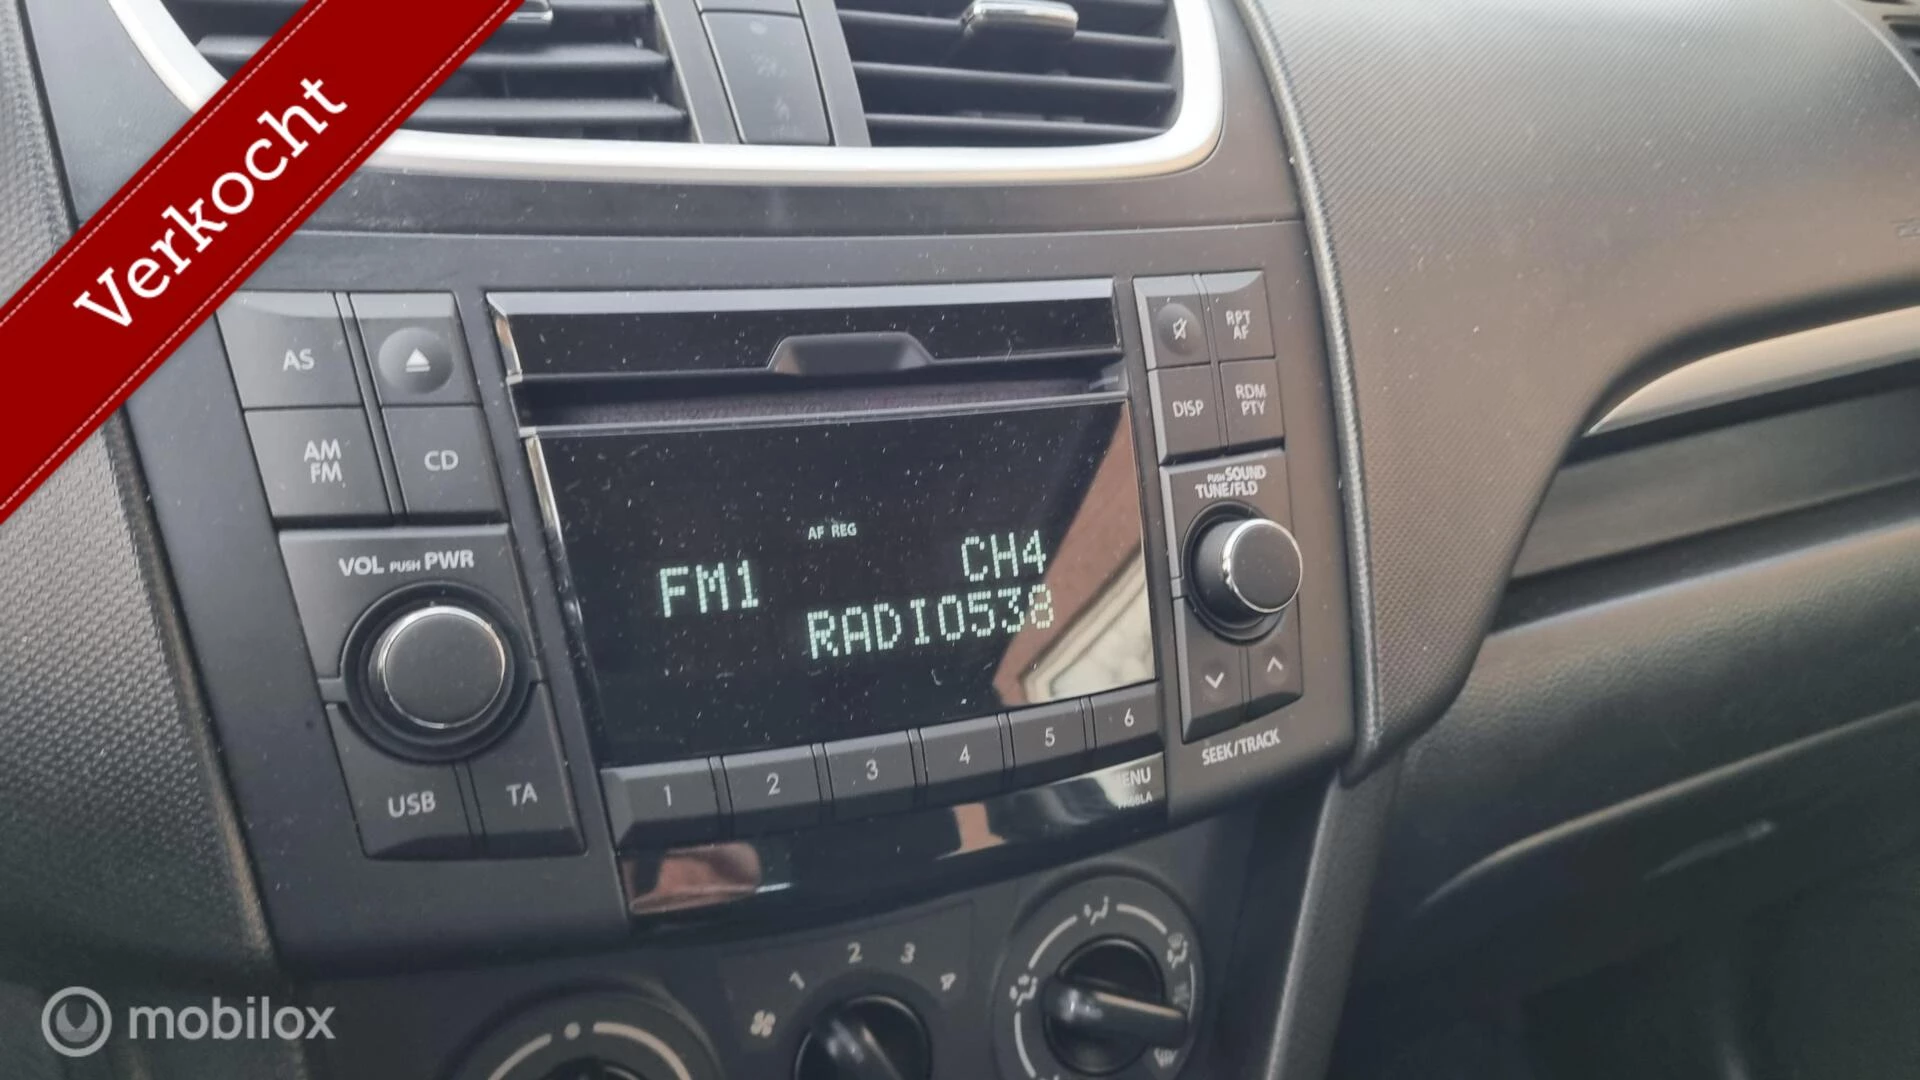 Verkocht
AS
AM
FM
CD
VOL PUSH PWR
USB
TA
AF REG
FM1
CH4
RADIO538
RPT
AF
DISP
RDM
PTY
PUSH SOUND
TUNE/FLD
SEEK/TRACK
1
2
3
4
5
6
1
2
3
4
mobilox